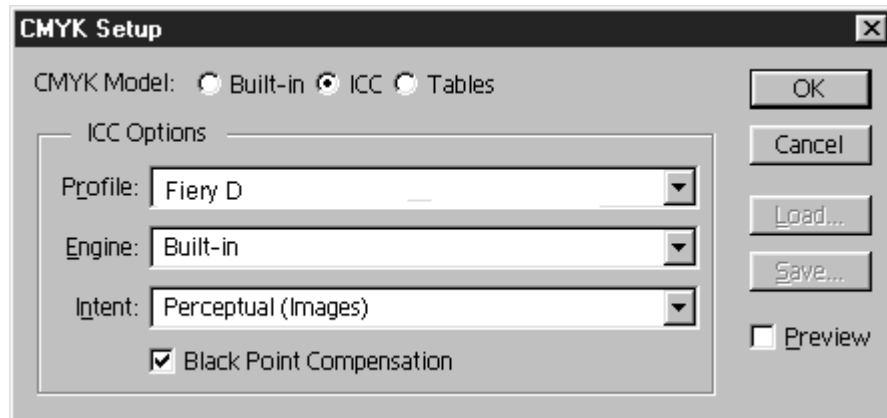 CMYK Setup
CMYK Model: Built-in ICC Tables
OK
ICC Options
Cancel
Profile: Fiery D
Load...
Engine: Built-in
Save...
Intent: Perceptual (Images)
Preview
Black Point Compensation